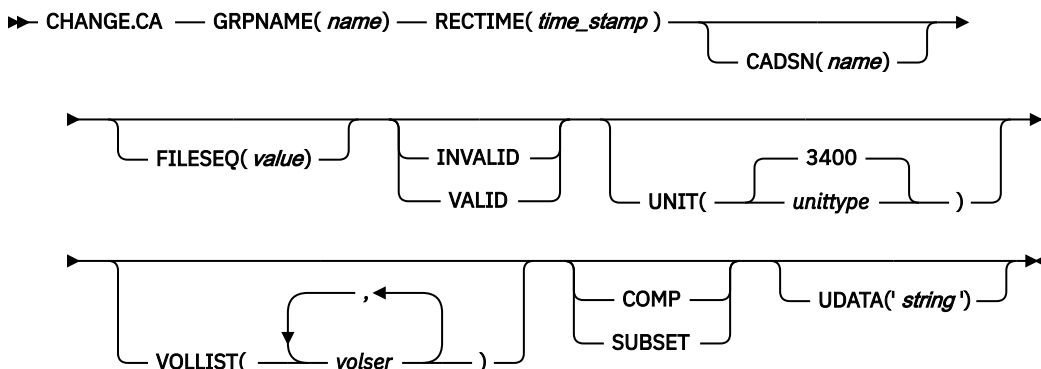 CHANGE.CA GRPNAME( name) RECTIME( time_stamp )
CADSN( name)
FILESEQ( value)
INVALID
VALID
UNIT(
3400
unittype
)
VOLLIST(
,
volser
)
COMP
SUBSET
UDATA(' string ')